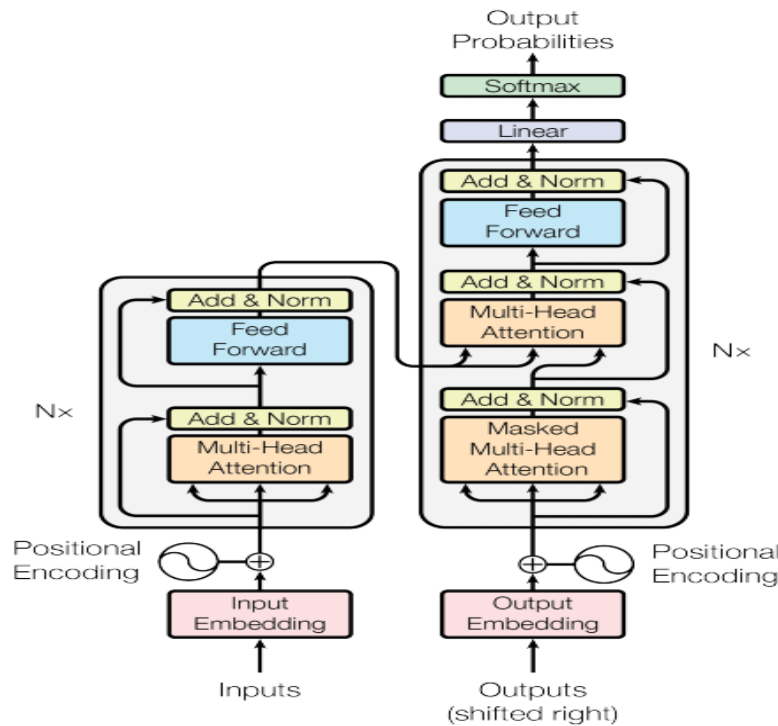 Output
Probabilities
Softmax
Linear
Add & Norm
Feed
Forward
Add & Norm
Multi-Head
Attention
Add & Norm
Masked
Multi-Head
Attention
Nx
Positional
Encoding
Output
Embedding
Outputs
(shifted right)
Add & Norm
Feed
Forward
Add & Norm
Multi-Head
Attention
Nx
Positional
Encoding
Input
Embedding
Inputs